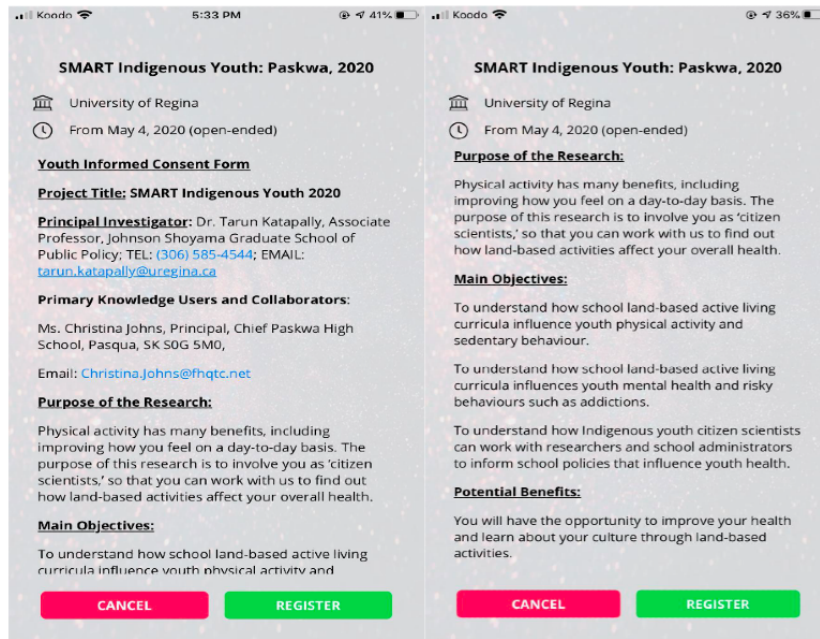 Koodo 5:33 PM 41%
SMART Indigenous Youth: Paskwa, 2020
University of Regina
From May 4, 2020 (open-ended)
Youth Informed Consent Form
Project Title: SMART Indigenous Youth 2020
Principal Investigator: Dr. Tarun Katapally, Associate
Professor, Johnson Shoyama Graduate School of
Public Policy; TEL: (306) 585-4544; EMAIL:
tarun.katapally@uregina.ca
Primary Knowledge Users and Collaborators:
Ms. Christina Johns, Principal, Chief Paskwa High
School, Pasqua, SK S0G 5M0,
Email: Christina.Johns@fhqtc.net
Purpose of the Research:
Physical activity has many benefits, including
improving how you feel on a day-to-day basis. The
purpose of this research is to involve you as 'citizen
scientists,' so that you can work with us to find out
how land-based activities affect your overall health.
Main Objectives:
To understand how school land-based active living
curricula influence youth physical activity and
CANCEL REGISTER
Koodo 36%
SMART Indigenous Youth: Paskwa, 2020
University of Regina
From May 4, 2020 (open-ended)
Purpose of the Research:
Physical activity has many benefits, including
improving how you feel on a day-to-day basis. The
purpose of this research is to involve you as 'citizen
scientists,' so that you can work with us to find out
how land-based activities affect your overall health.
Main Objectives:
To understand how school land-based active living
curricula influence youth physical activity and
sedentary behaviour.
To understand how school land-based active living
curricula influences youth mental health and risky
behaviours such as addictions.
To understand how Indigenous youth citizen scientists
can work with researchers and school administrators
to inform school policies that influence youth health.
Potential Benefits:
You will have the opportunity to improve your health
and learn about your culture through land-based
activities.
CANCEL REGISTER